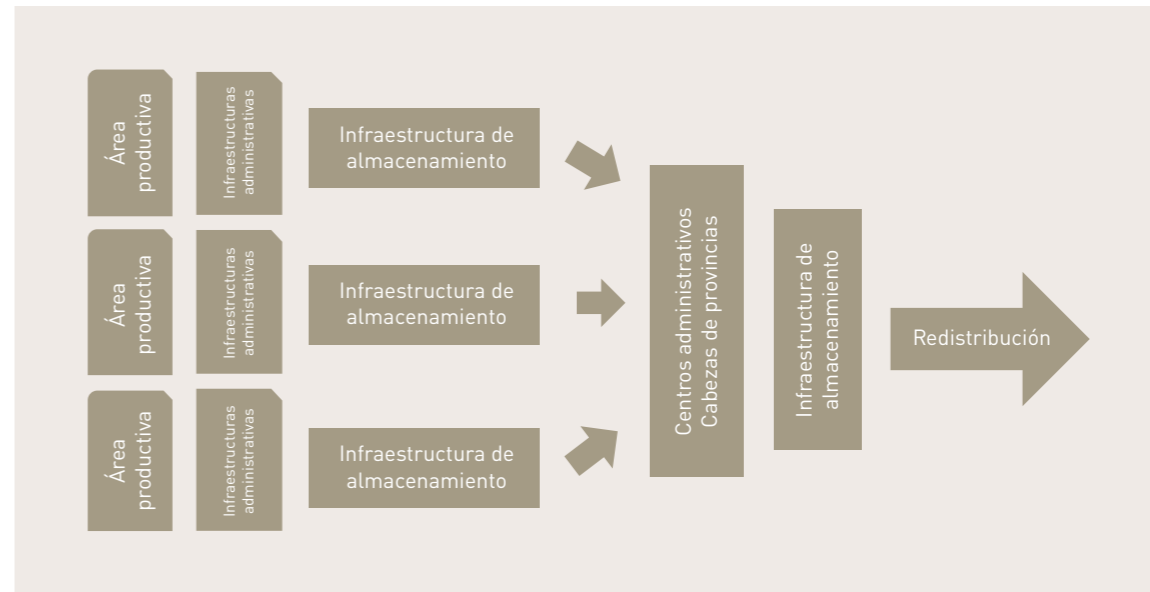 Área
productiva
Infraestructuras
administrativas
Infraestructura de
almacenamiento
Área
productiva
Infraestructuras
administrativas
Infraestructura de
almacenamiento
Área
productiva
Infraestructuras
administrativas
Infraestructura de
almacenamiento
Centros administrativos
Cabezas de provincias
Infraestructura de
almacenamiento
Redistribución